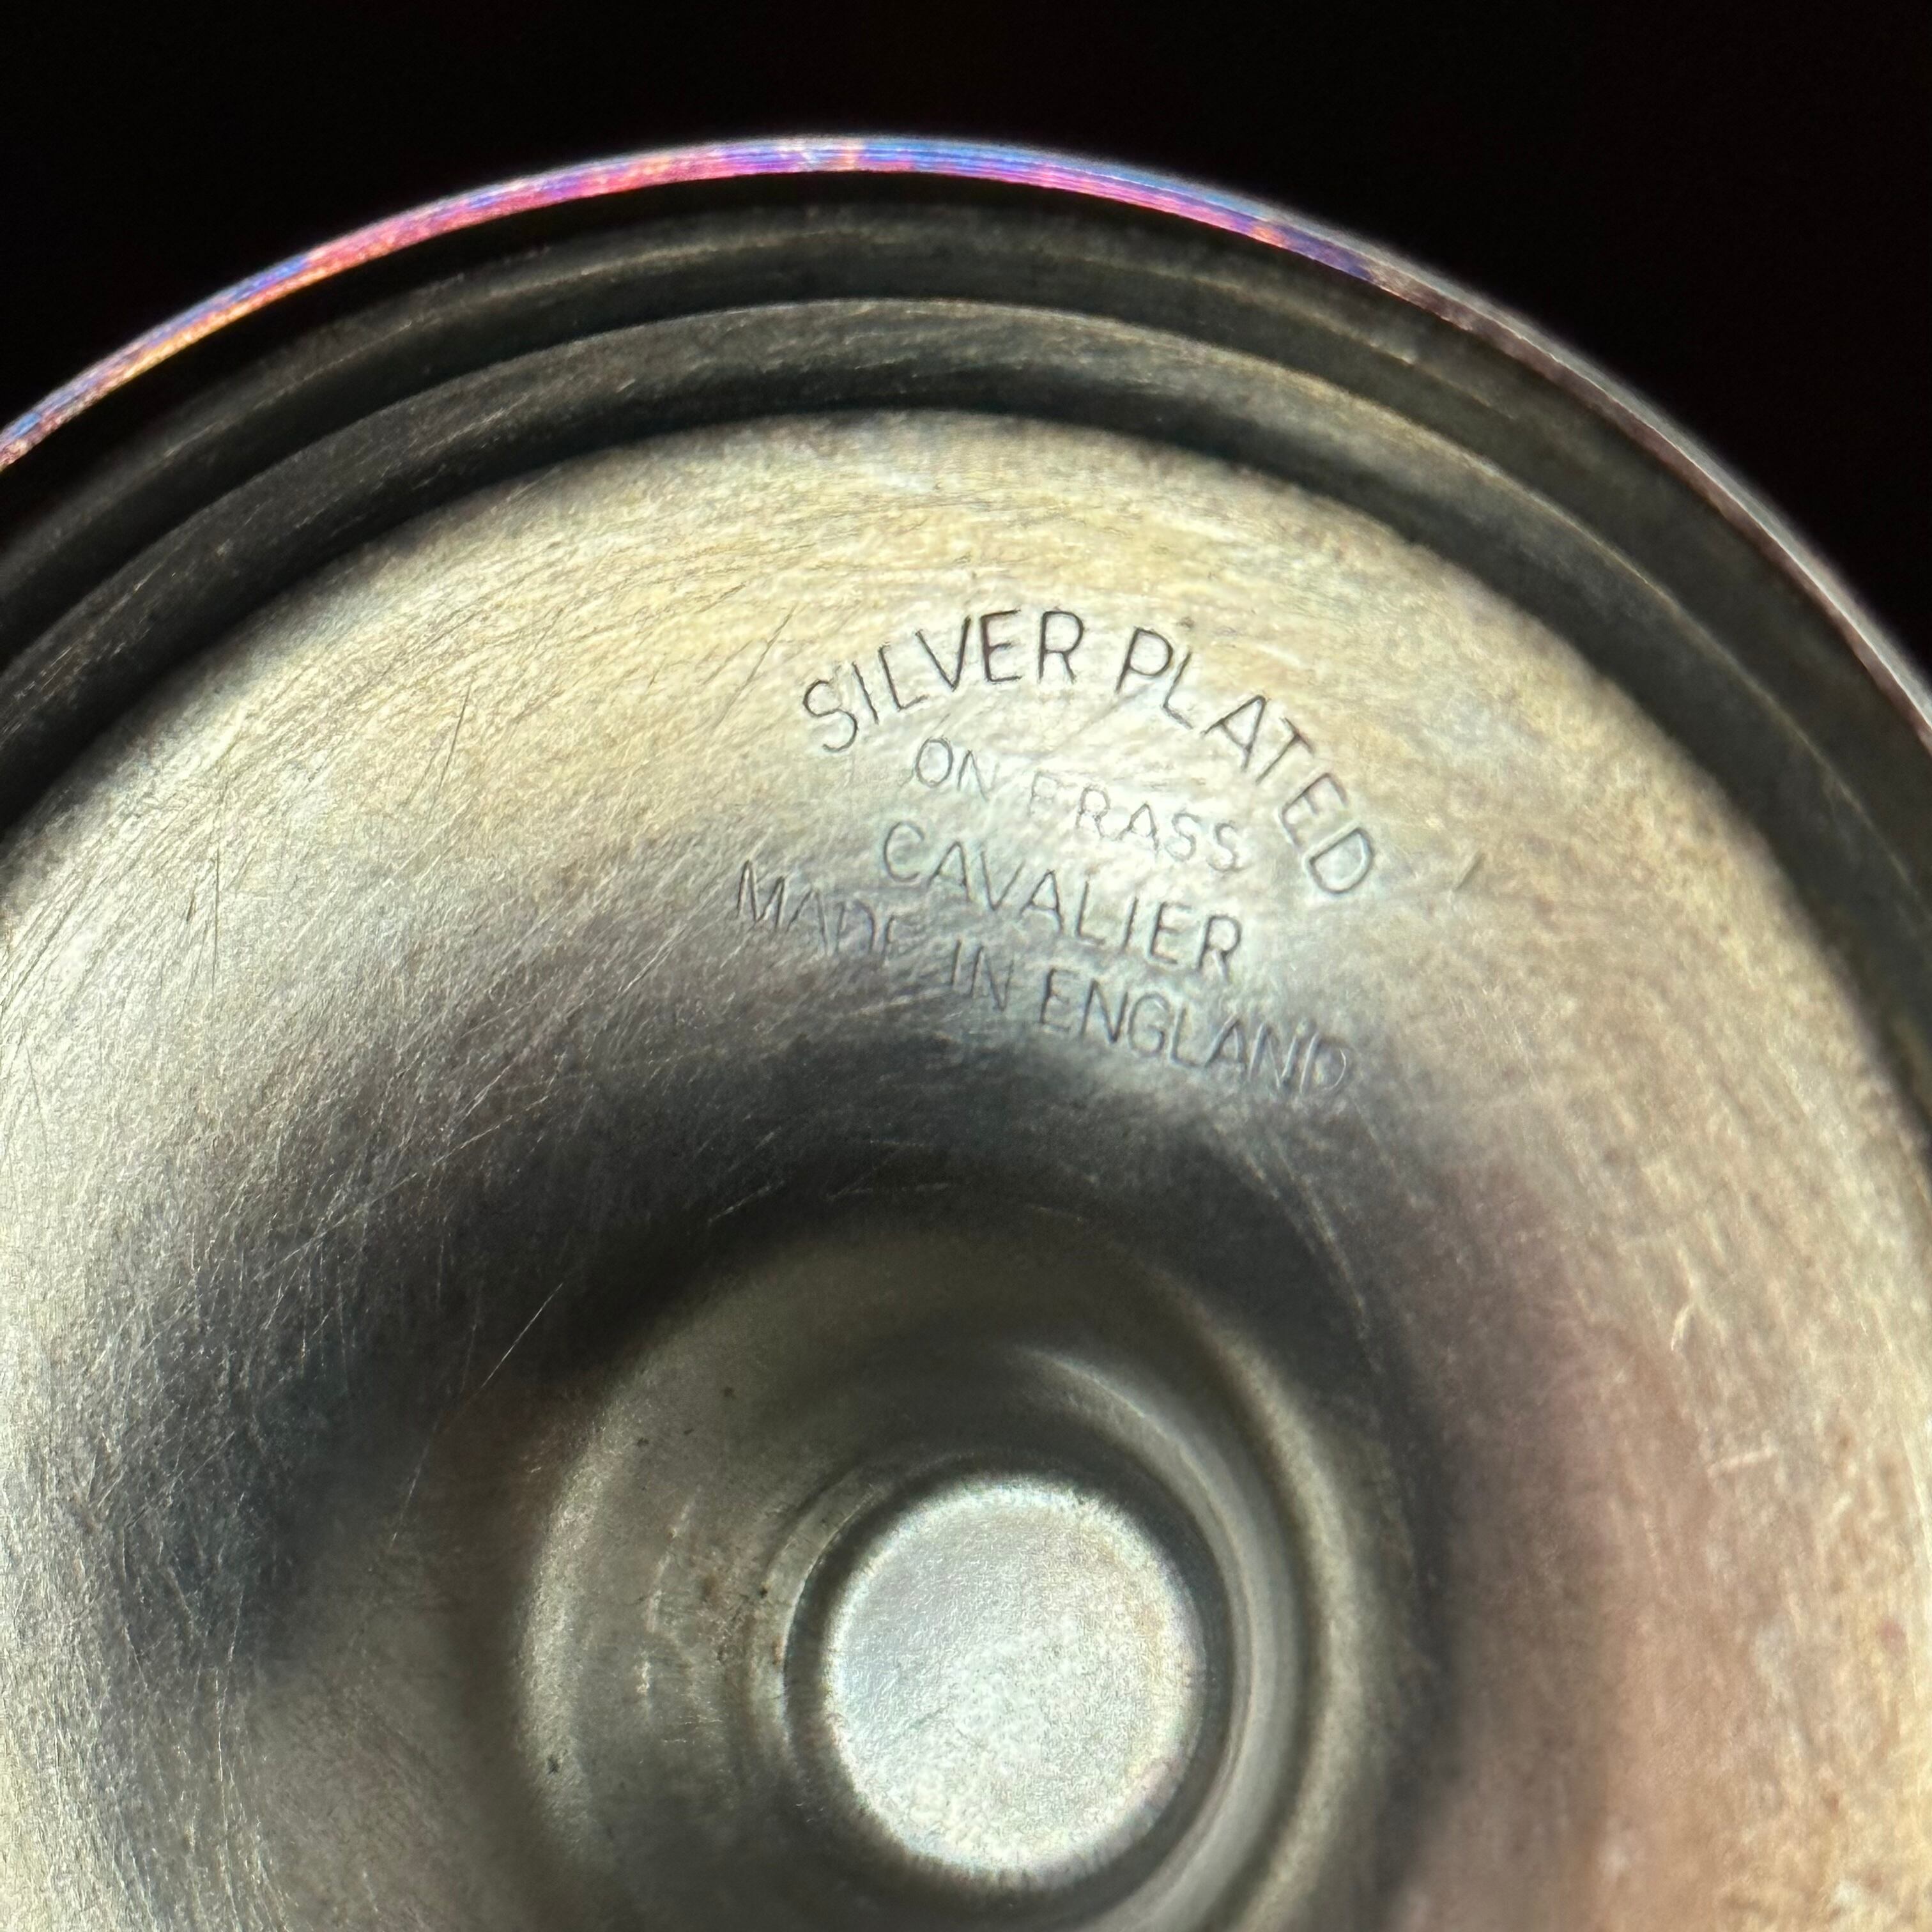 SILVER PLATED
ON BRASS
CAVALIER
MADE IN ENGLAND